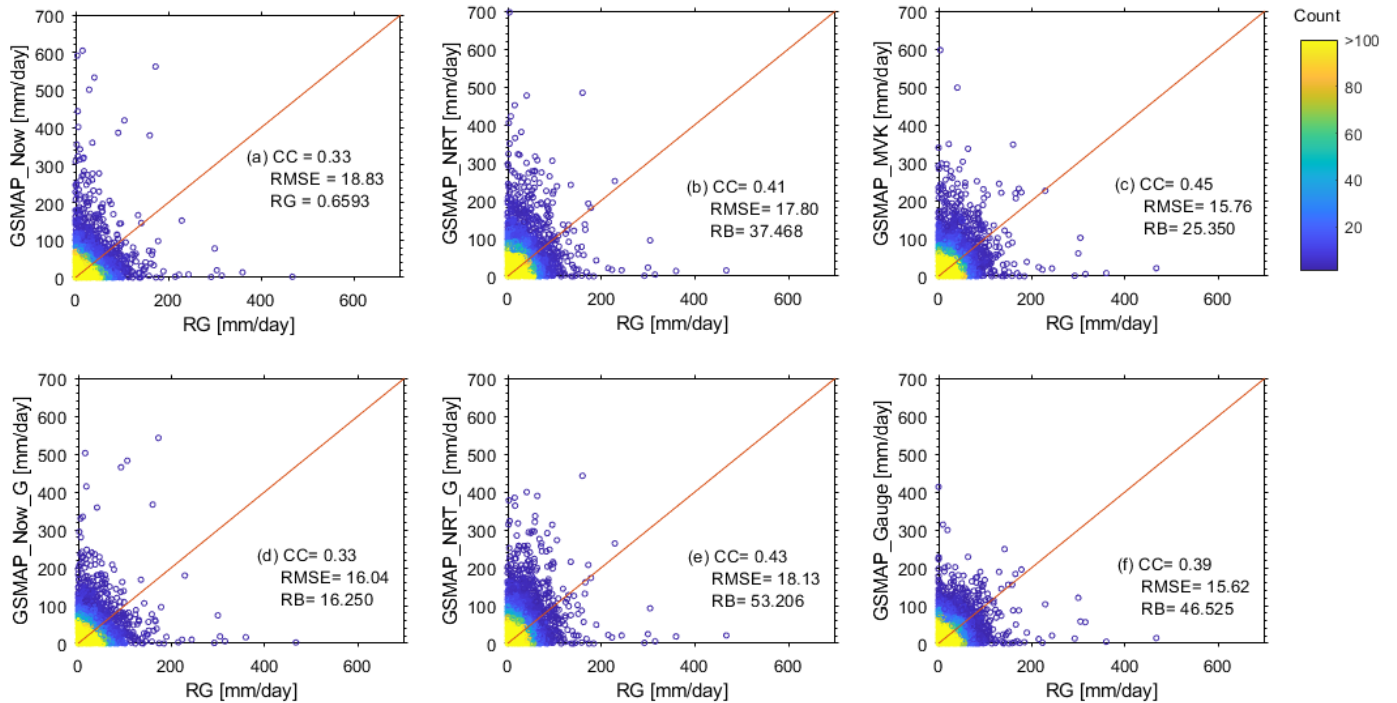 Count
>100
80
60
40
20
700
600
500
400
300
200
100
0
GSMAP_Now [mm/day]
(a) CC = 0.33
RMSE = 18.83
RG = 0.6593
0 200 400 600
RG [mm/day]
700
600
500
400
300
200
100
0
GSMAP_NRT [mm/day]
(b) CC= 0.41
RMSE= 17.80
RB= 37.468
0 200 400 600
RG [mm/day]
700
600
500
400
300
200
100
0
GSMAP_MVK [mm/day]
(c) CC= 0.45
RMSE= 15.76
RB= 25.350
0 200 400 600
RG [mm/day]
700
600
500
400
300
200
100
0
GSMAP_Now_G [mm/day]
(d) CC= 0.33
RMSE= 16.04
RB= 16.250
0 200 400 600
RG [mm/day]
700
600
500
400
300
200
100
0
GSMAP_NRT_G [mm/day]
(e) CC= 0.43
RMSE= 18.13
RB= 53.206
0 200 400 600
RG [mm/day]
700
600
500
400
300
200
100
0
GSMAP_Gauge [mm/day]
(f) CC= 0.39
RMSE= 15.62
RB= 46.525
0 200 400 600
RG [mm/day]